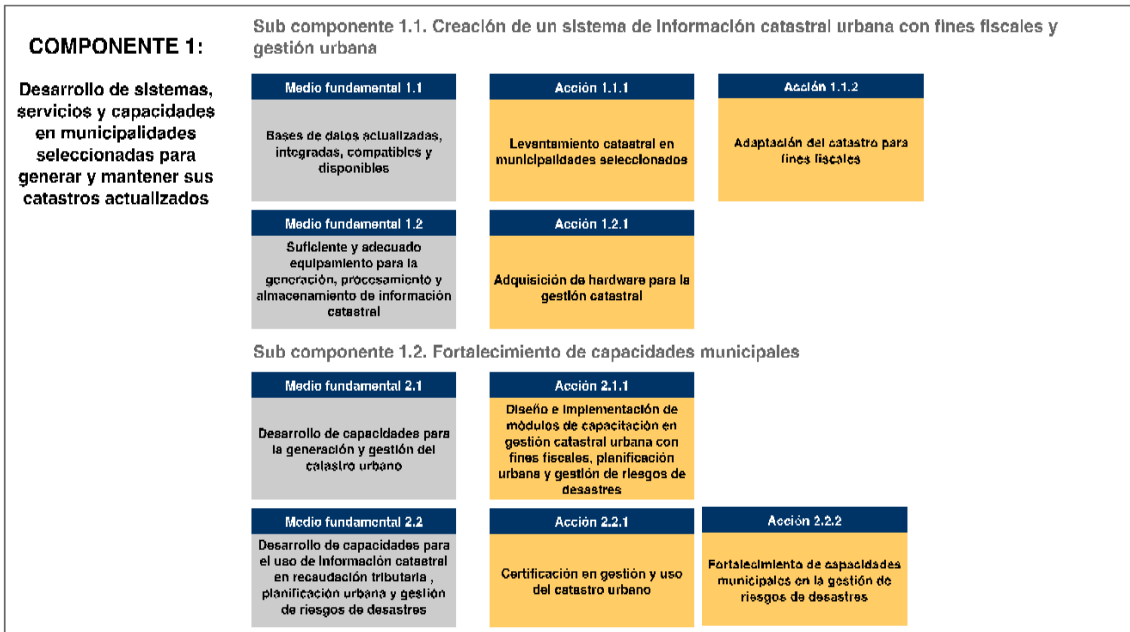 COMPONENTE 1:
Desarrollo de sistemas,
servicios y capacidades
en municipalidades
seleccionadas para
generar y mantener sus
catastros actualizados
Sub componente 1.1. Creación de un sistema de información catastral urbana con fines fiscales y
gestión urbana
Medio fundamental 1.1
Bases de datos actualizadas,
integradas, compatibles y
disponibles
Acción 1.1.1
Levantamiento catastral en
municipalidades seleccionados
Acción 1.1.2
Adaptación del catastro para
fines fiscales
Medio fundamental 1.2
Suficiente y adecuado
equipamiento para la
generación, procesamiento y
almacenamiento de información
catastral
Acción 1.2.1
Adquisición de hardware para la
gestión catastral
Sub componente 1.2. Fortalecimiento de capacidades municipales
Medio fundamental 2.1
Desarrollo de capacidades para
la generación y gestión del
catastro urbano
Acción 2.1.1
Diseño e implementación de
módulos de capacitación en
gestión catastral urbana con
fines fiscales, planificación
urbana y gestión de riesgos de
desastres
Medio fundamental 2.2
Desarrollo de capacidades para
el uso de información catastral
en recaudación tributaria ,
planificación urbana y gestión
de riesgos de desastres
Acción 2.2.1
Certificación en gestión y uso
del catastro urbano
Acción 2.2.2
Fortalecimiento de capacidades
municipales en la gestión de
riesgos de desastres